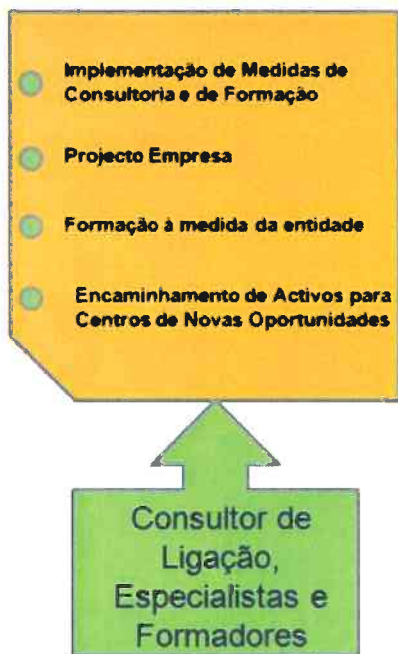 Implementação de Medidas de
Consultoria e de Formação
Projecto Empresa
Formação à medida da entidade
Encaminhamento de Activos para
Centros de Novas Oportunidades
Consultor de
Ligação,
Especialistas e
Formadores